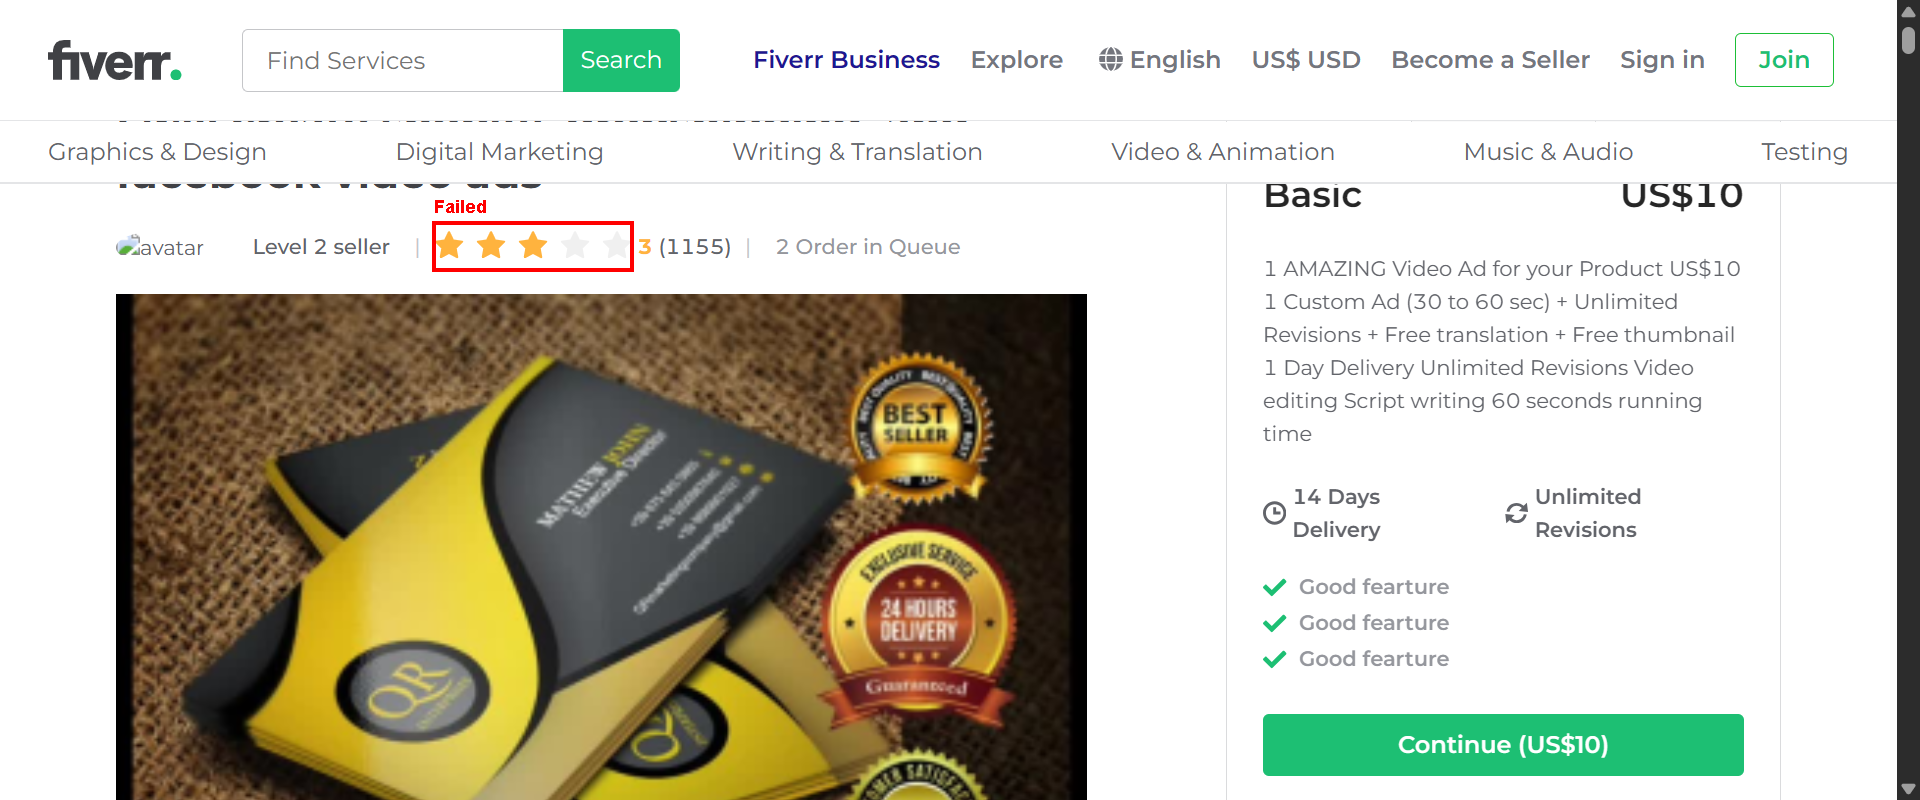 fiverr.
Find Services
Search
Fiverr Business
Explore
English
US$ USD
Become a Seller
Sign in
Join
Graphics & Design
Digital Marketing
Writing & Translation
Video & Animation
Music & Audio
Testing
facebook video ads
Failed
avatar
Level 2 seller
|
3 (1155)
|
2 Order in Queue
Basic
US$10
1 AMAZING Video Ad for your Product US$10
1 Custom Ad (30 to 60 sec) + Unlimited
Revisions + Free translation + Free thumbnail
1 Day Delivery Unlimited Revisions Video
editing Script writing 60 seconds running
time
14 Days
Delivery
Unlimited
Revisions
Good fearture
Good fearture
Good fearture
Continue (US$10)
BEST QUALITY
BEST
SELLER
MATHEW JOHN
Executive Director
QR
EXCLUSIVE SERVICE
24 HOURS
DELIVERY
Guaranteed